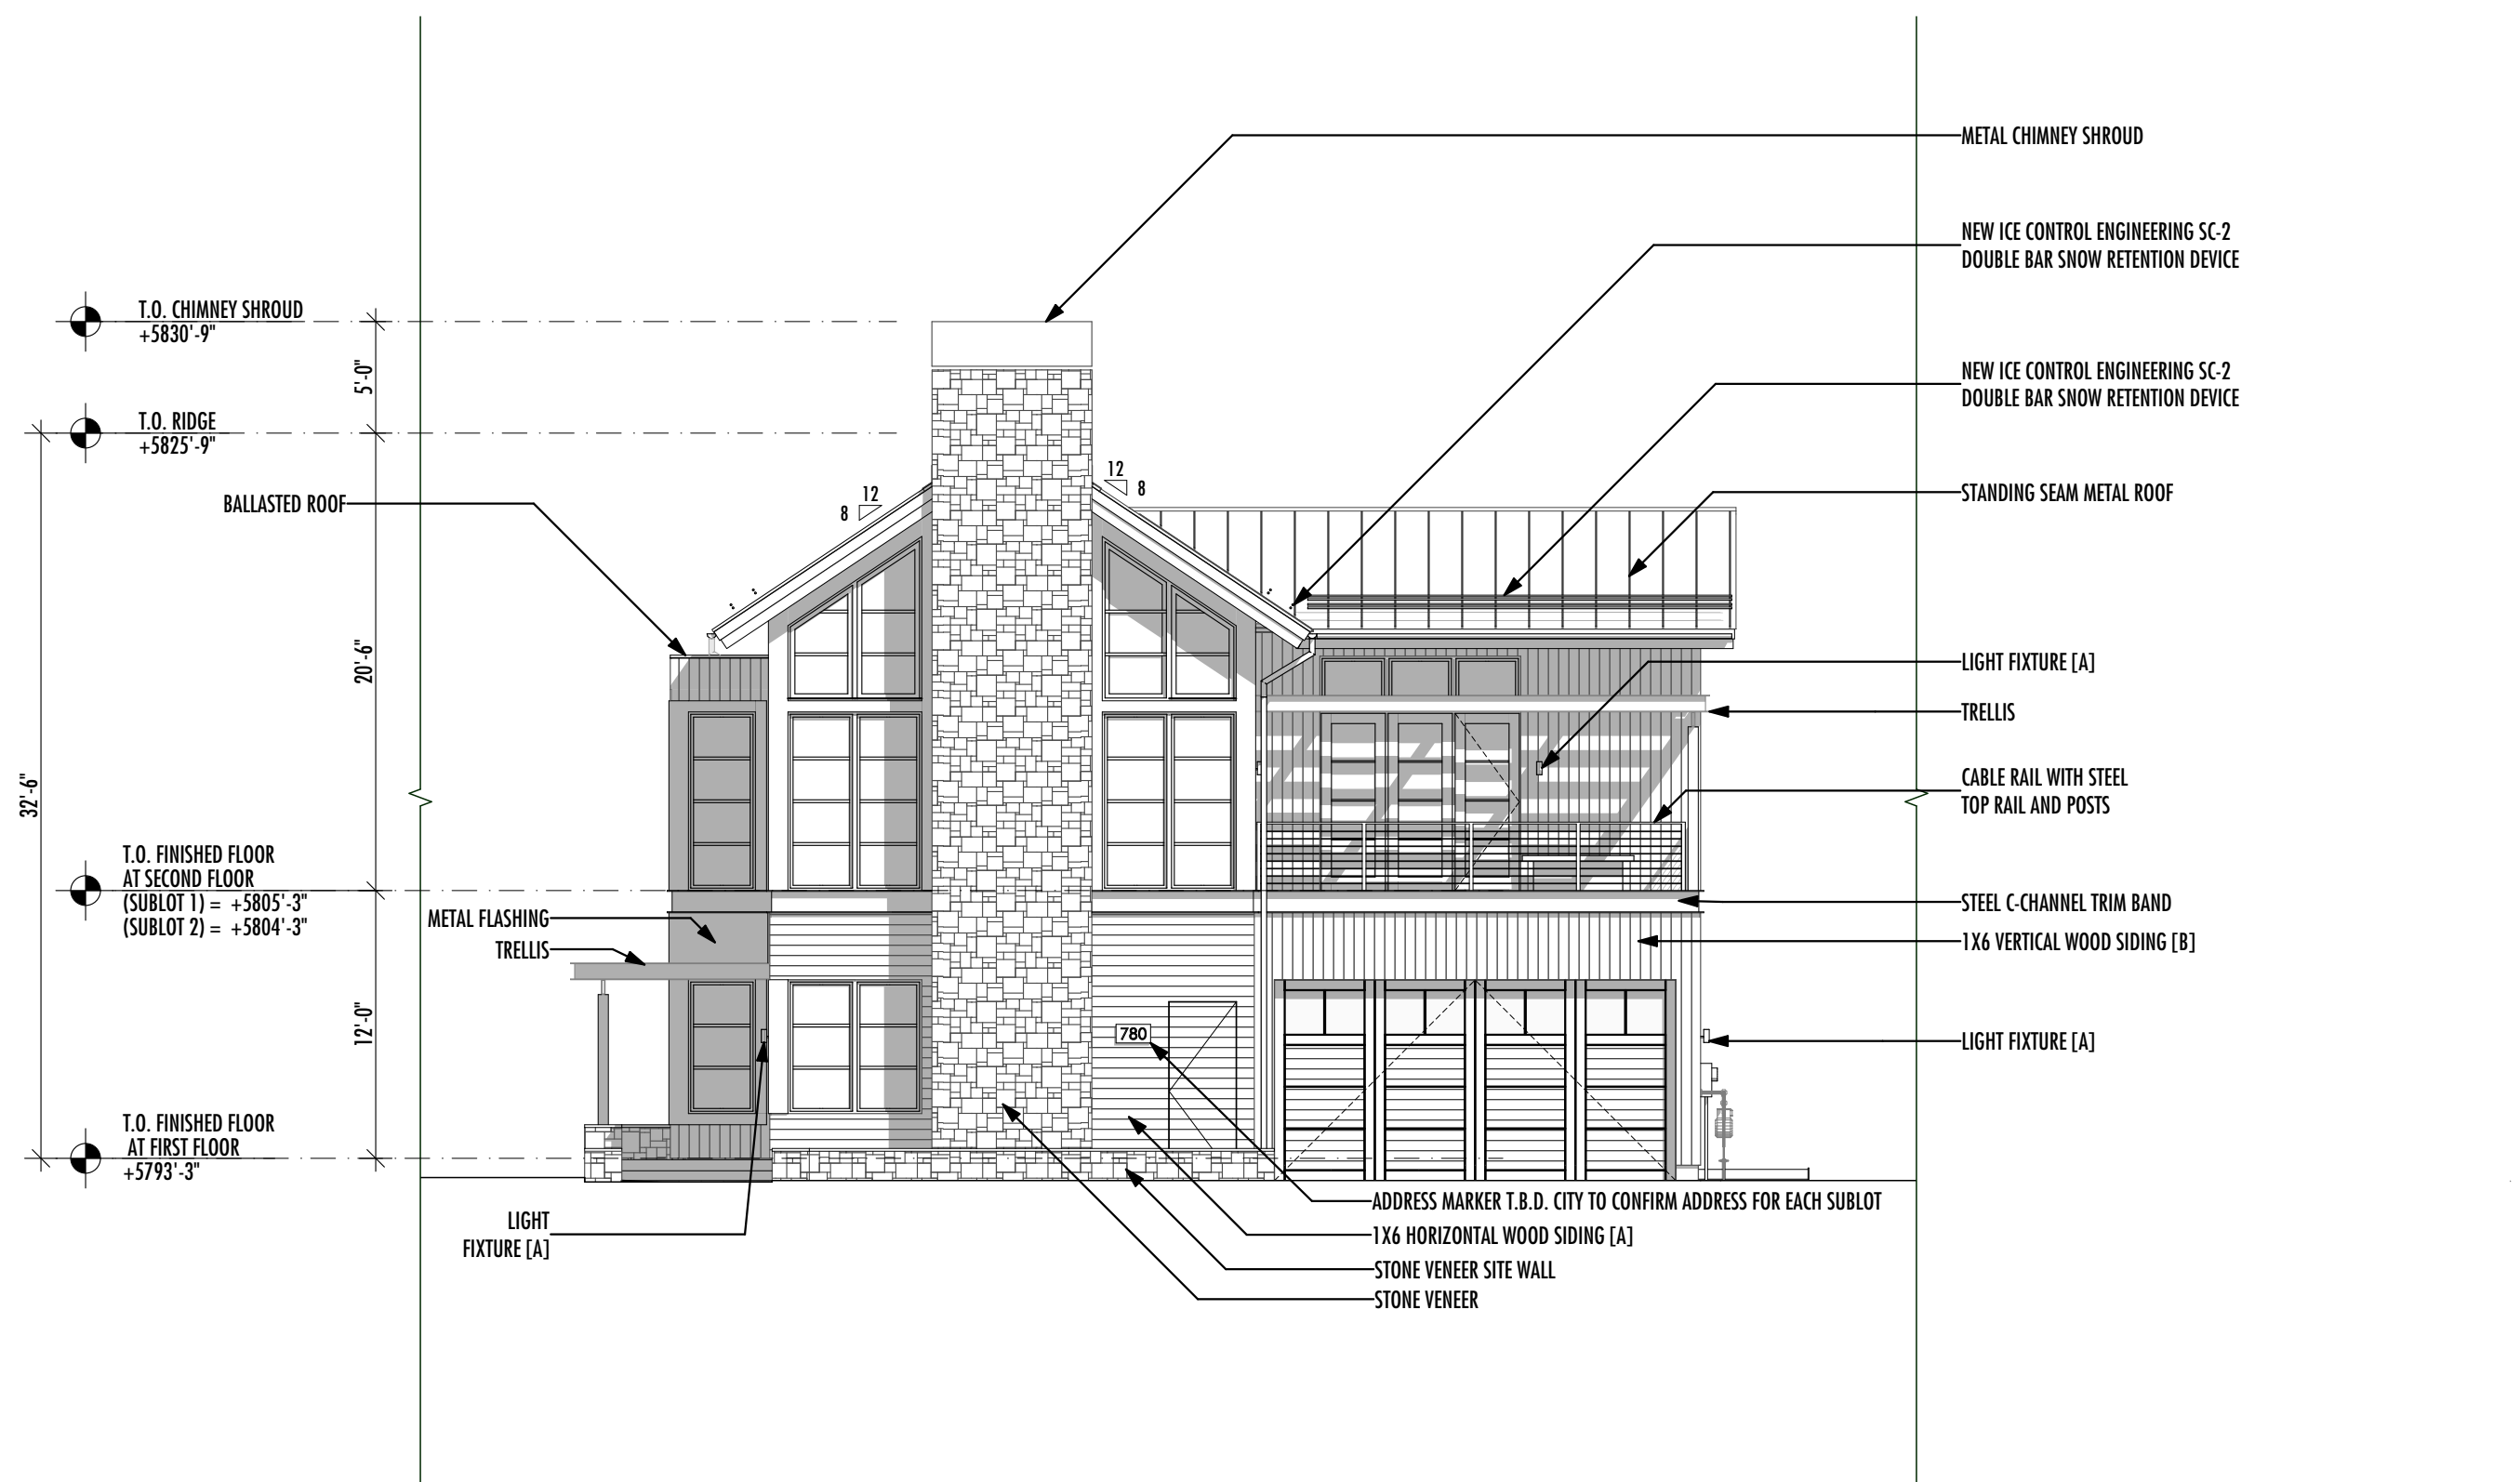 METAL CHIMNEY SHROUD
NEW ICE CONTROL ENGINEERING SC-2
DOUBLE BAR SNOW RETENTION DEVICE
T.O. CHIMNEY SHROUD
+5830'-9"
5'-0"
NEW ICE CONTROL ENGINEERING SC-2
DOUBLE BAR SNOW RETENTION DEVICE
T.O. RIDGE
+5825'-9"
12
8
12
8
STANDING SEAM METAL ROOF
BALLASTED ROOF
20'-6"
LIGHT FIXTURE [A]
TRELLIS
32'-6"
CABLE RAIL WITH STEEL
TOP RAIL AND POSTS
T.O. FINISHED FLOOR
AT SECOND FLOOR
(SUBLOT 1) = +5805'-3"
(SUBLOT 2) = +5804'-3"
STEEL C-CHANNEL TRIM BAND
METAL FLASHING
1X6 VERTICAL WOOD SIDING [B]
TRELLIS
12'-0"
780
LIGHT FIXTURE [A]
T.O. FINISHED FLOOR
AT FIRST FLOOR
+5793'-3"
ADDRESS MARKER T.B.D. CITY TO CONFIRM ADDRESS FOR EACH SUBLOT
LIGHT
FIXTURE [A]
1X6 HORIZONTAL WOOD SIDING [A]
STONE VENEER SITE WALL
STONE VENEER